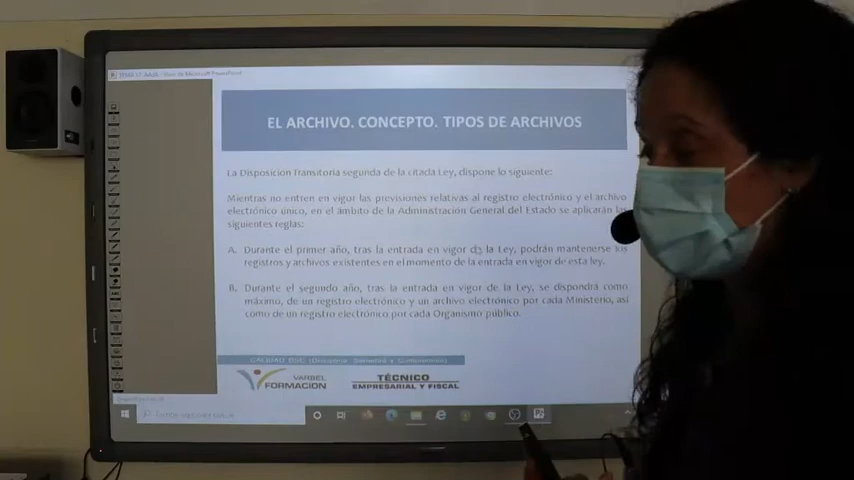 EL ARCHIVO. CONCEPTO. TIPOS DE ARCHIVOS
La Disposición Transitoria segunda de la citada Ley, dispone lo siguiente:
Mientras no entren en vigor las previsiones relativas al registro electrónico y el archivo
electrónico único, en el ámbito de la Administración General del Estado se aplicarán las
siguientes reglas:
A. Durante el primer año, tras la entrada en vigor de la Ley, podrán mantenerse los
registros y archivos existentes en el momento de la entrada en vigor de esta ley.
B. Durante el segundo año, tras la entrada en vigor de la Ley, se dispondrá como
máximo, de un registro electrónico y un archivo electrónico por cada Ministerio, así
como de un registro electrónico por cada Organismo público.
CALIDAD DSC (Disciplina, Seriedad y Compromiso)
VARBEL
FORMACIÓN
TÉCNICO
EMPRESARIAL Y FISCAL